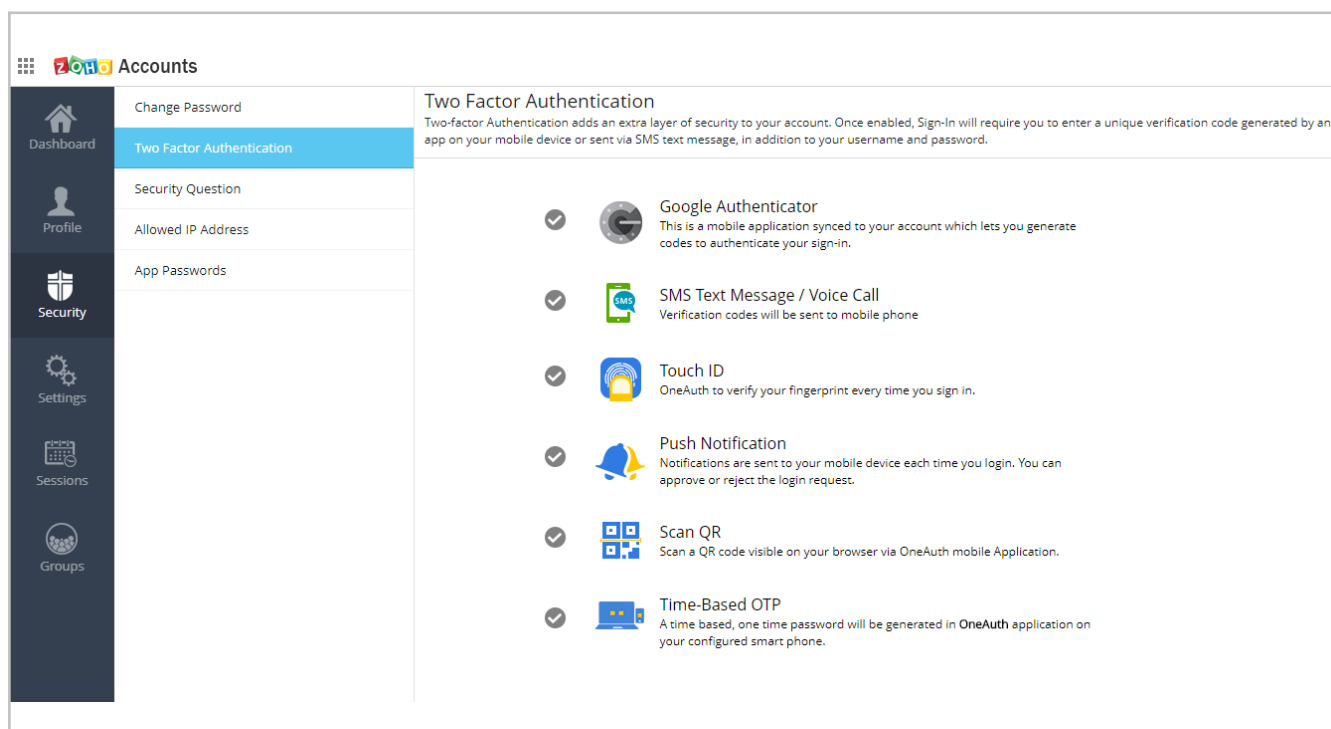 ZOHO Accounts
Dashboard
Profile
Security
Settings
Sessions
Groups
Change Password
Two Factor Authentication
Security Question
Allowed IP Address
App Passwords
Two Factor Authentication
Two-factor Authentication adds an extra layer of security to your account. Once enabled, Sign-In will require you to enter a unique verification code generated by an
app on your mobile device or sent via SMS text message, in addition to your username and password.
Google Authenticator
This is a mobile application synced to your account which lets you generate
codes to authenticate your sign-in.
SMS
SMS Text Message / Voice Call
Verification codes will be sent to mobile phone
Touch ID
OneAuth to verify your fingerprint every time you sign in.
Push Notification
Notifications are sent to your mobile device each time you login. You can
approve or reject the login request.
Scan QR
Scan a QR code visible on your browser via OneAuth mobile Application.
Time-Based OTP
A time based, one time password will be generated in OneAuth application on
your configured smart phone.